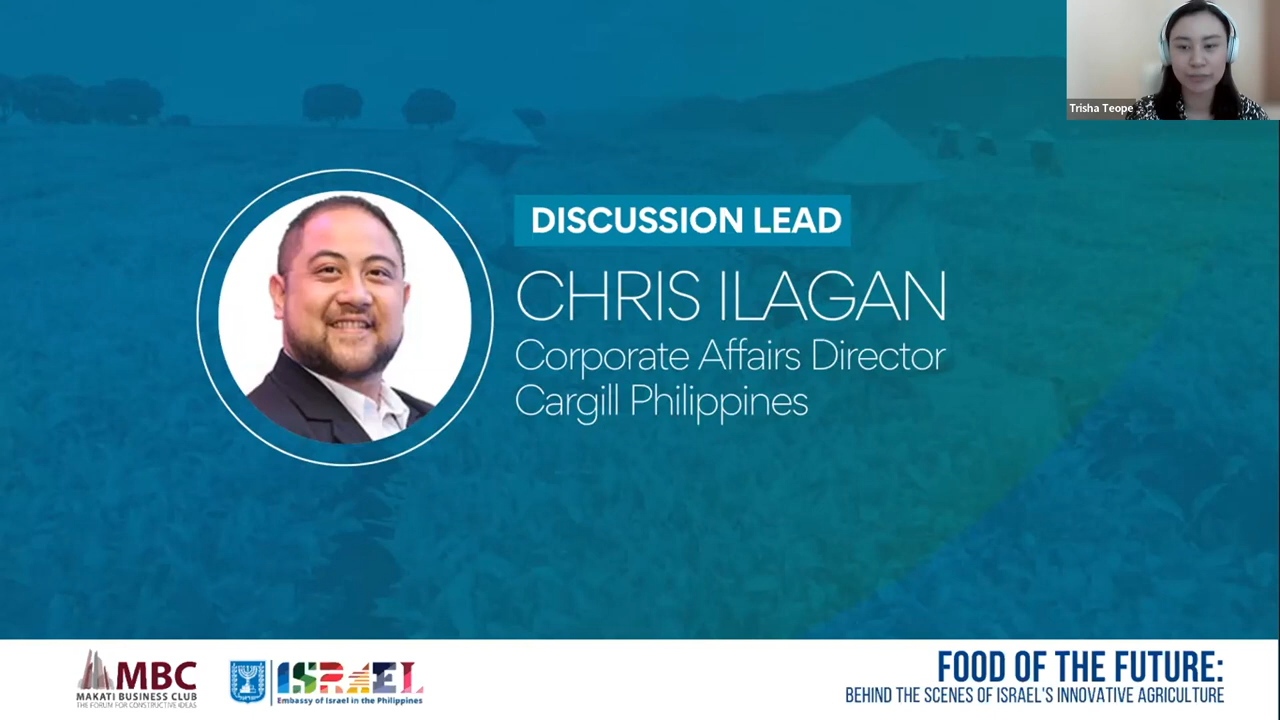 Trisha Teope
DISCUSSION LEAD
CHRIS ILAGAN
Corporate Affairs Director
Cargill Philippines
MBC
MAKATI BUSINESS CLUB
THE FORUM FOR CONSTRUCTIVE IDEAS
ISRAEL
Embassy of Israel in the Philippines
FOOD OF THE FUTURE:
BEHIND THE SCENES OF ISRAEL'S INNOVATIVE AGRICULTURE